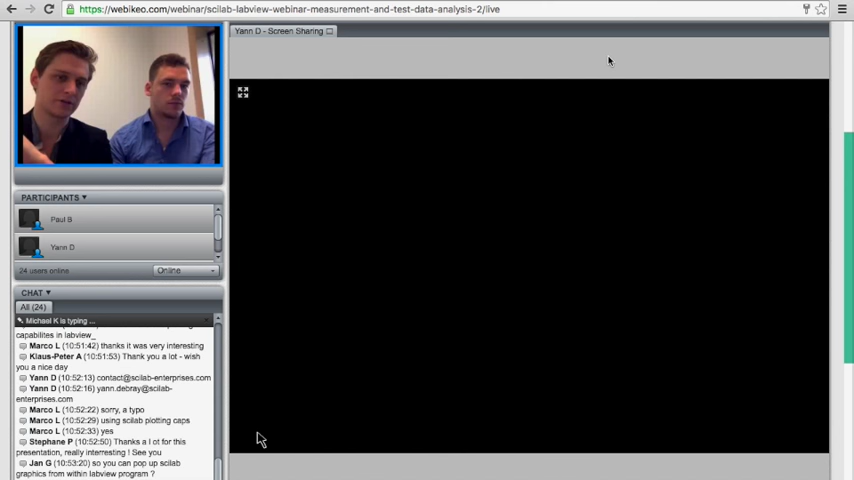 https://webikeo.com/webinar/scilab-labview-webinar-measurement-and-test-data-analysis-2/live
Yann D - Screen Sharing
PARTICIPANTS
Paul B
Yann D
24 users online
Online
CHAT
All (24)
Michael K is typing ...
capabilites in labview_
Marco L (10:51:42) thanks it was very interesting
Klaus-Peter A (10:51:53) Thank you a lot - wish
you a nice day
Yann D (10:52:13) contact@scilab-enterprises.com
Yann D (10:52:16) yann.debray@scilab-
enterprises.com
Marco L (10:52:22) sorry, a typo
Marco L (10:52:29) using scilab plotting caps
Marco L (10:52:33) yes
Stephane P (10:52:50) Thanks a l ot for this
presentation, really interresting ! See you
Jan G (10:53:20) so you can pop up scilab
graphics from within labview program ?